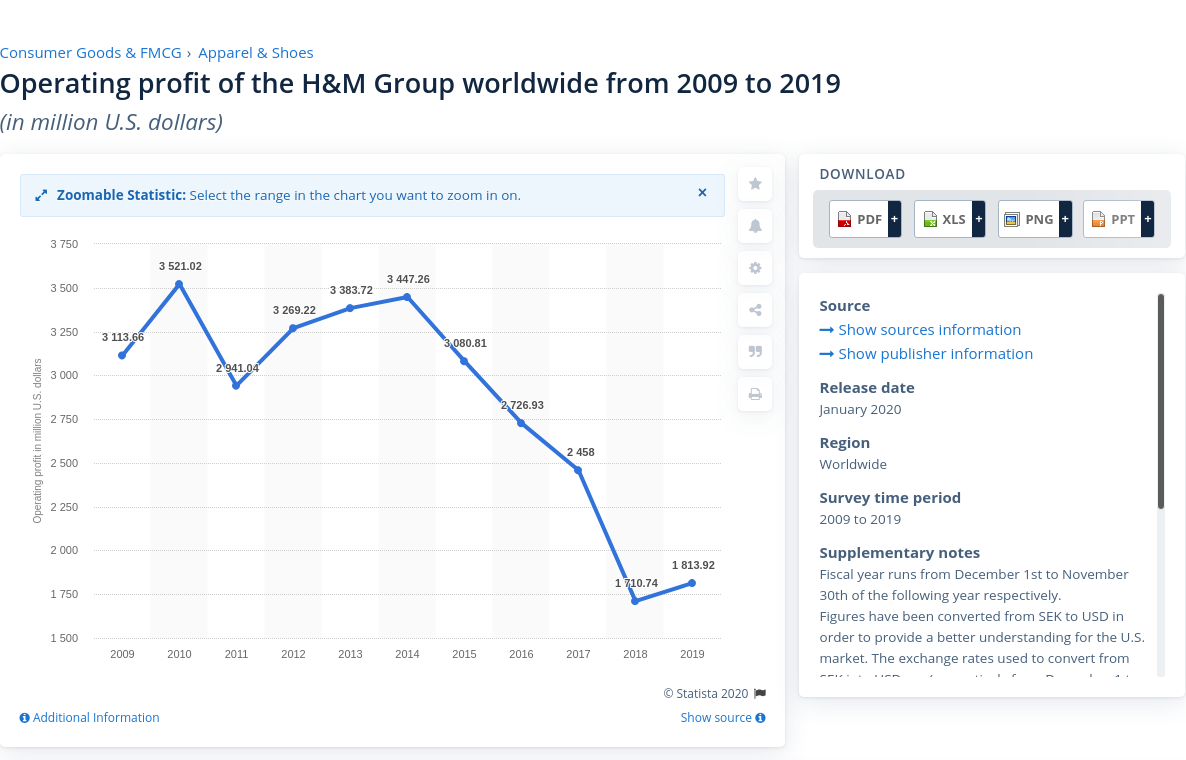 Consumer Goods & FMCG › Apparel & Shoes
Operating profit of the H&M Group worldwide from 2009 to 2019
(in million U.S. dollars)
Zoomable Statistic: Select the range in the chart you want to zoom in on. ×
Operating profit in million U.S. dollars
3 750
3 500
3 250
3 000
2 750
2 500
2 250
2 000
1 750
1 500
3 113.66
3 521.02
2 941.04
3 269.22
3 383.72
3 447.26
3 080.81
2 726.93
2 458
1 710.74
1 813.92
2009 2010 2011 2012 2013 2014 2015 2016 2017 2018 2019
© Statista 2020
Additional Information
Show source
DOWNLOAD
PDF + XLS + PNG + PPT +
Source
Show sources information
Show publisher information
Release date
January 2020
Region
Worldwide
Survey time period
2009 to 2019
Supplementary notes
Fiscal year runs from December 1st to November
30th of the following year respectively.
Figures have been converted from SEK to USD in
order to provide a better understanding for the U.S.
market. The exchange rates used to convert from